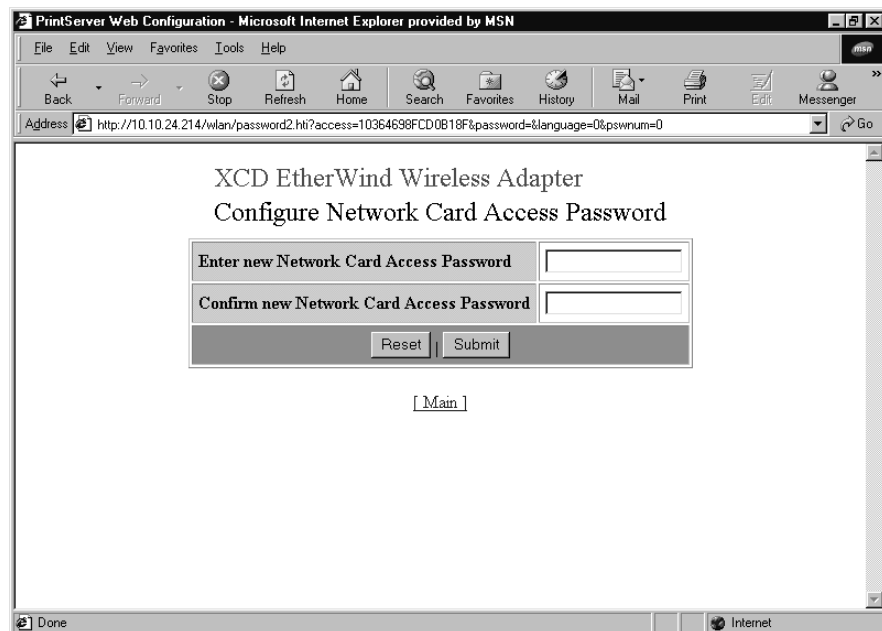 PrintServer Web Configuration - Microsoft Internet Explorer provided by MSN
File Edit View Favorites Tools Help
msn
Back Forward Stop Refresh Home Search Favorites History Mail Print Edit Messenger »
Address http://10.10.24.214/wlan/password2.hti?access=10364698FCD0B18F&password=&language=0&pswnum=0 Go
XCD EtherWind Wireless Adapter
Configure Network Card Access Password
Enter new Network Card Access Password
Confirm new Network Card Access Password
Reset | Submit
[ Main ]
Done Internet